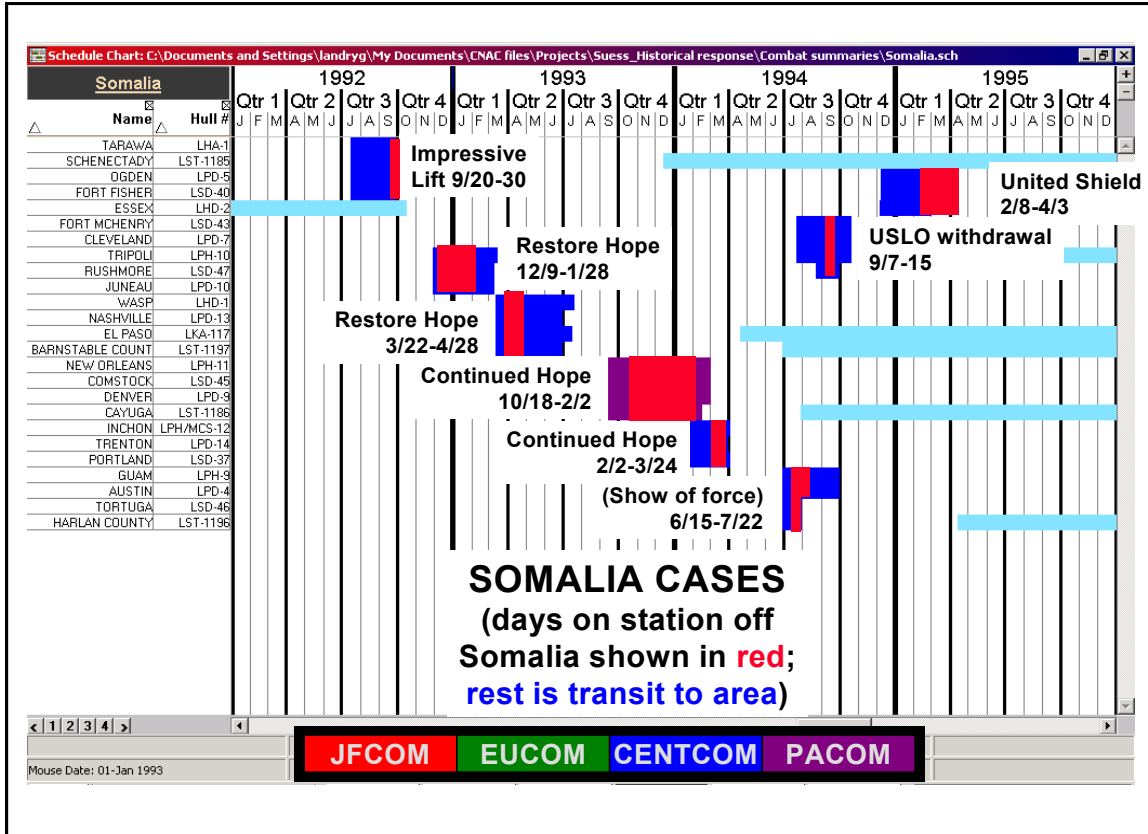 Schedule Chart: C:\Documents and Settings\landryg\My Documents\CNAC files\Projects\Suess_Historical response\Combat summaries\Somalia.sch
Somalia
1992 1993 1994 1995
Qtr 1 Qtr 2 Qtr 3 Qtr 4 Qtr 1 Qtr 2 Qtr 3 Qtr 4 Qtr 1 Qtr 2 Qtr 3 Qtr 4 Qtr 1 Qtr 2 Qtr 3 Qtr 4
Name Hull # J F M A M J J A S O N D J F M A M J J A S O N D J F M A M J J A S O N D J F M A M J J A S O N D
TARAWA LHA-1
SCHENECTADY LST-1185
OGDEN LPD-5
FORT FISHER LSD-40
ESSEX LHD-2
FORT MCHENRY LSD-43
CLEVELAND LPD-7
TRIPOLI LPH-10
RUSHMORE LSD-47
JUNEAU LPD-10
WASP LHD-1
NASHVILLE LPD-13
EL PASO LKA-117
BARNSTABLE COUNT LST-1197
NEW ORLEANS LPH-11
COMSTOCK LSD-45
DENVER LPD-9
CAYUGA LST-1186
INCHON LPH/MCS-12
TRENTON LPD-14
PORTLAND LSD-37
GUAM LPH-9
AUSTIN LPD-4
TORTUGA LSD-46
HARLAN COUNTY LST-1196
Impressive
Lift 9/20-30
United Shield
2/8-4/3
USLO withdrawal
9/7-15
Restore Hope
12/9-1/28
Restore Hope
3/22-4/28
Continued Hope
10/18-2/2
Continued Hope
2/2-3/24
(Show of force)
6/15-7/22
SOMALIA CASES
(days on station off
Somalia shown in red;
rest is transit to area)
< 1 2 3 4 >
JFCOM EUCOM CENTCOM PACOM
Mouse Date: 01-Jan 1993